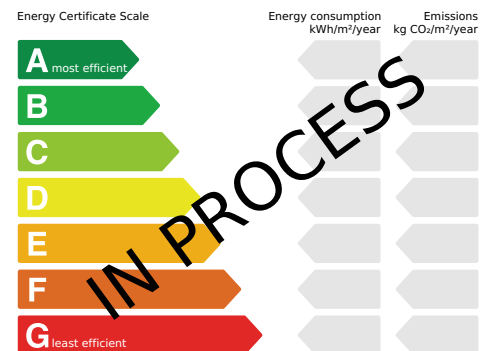 Energy Certificate Scale
Energy consumption
kWh/m²/year
Emissions
kg CO₂/m²/year
A most efficient
B
C
D
E
F
G least efficient
IN PROCESS